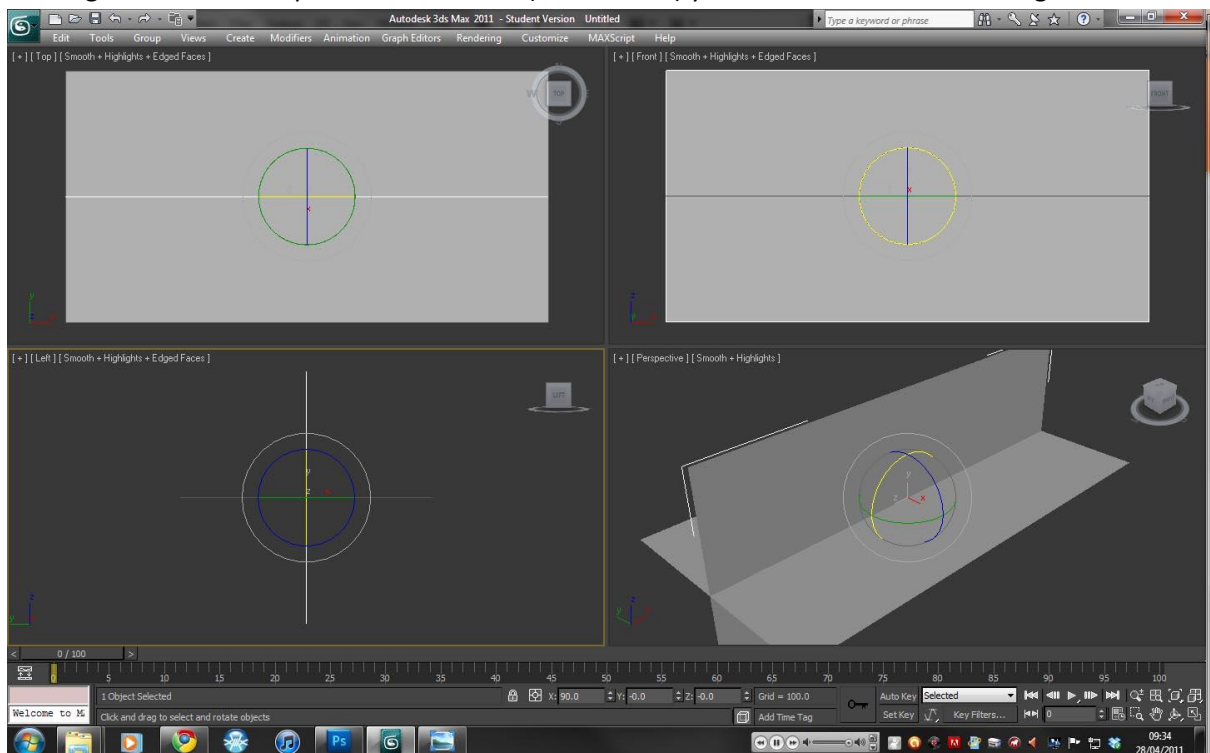 Autodesk 3ds Max 2011 - Student Version Untitled
Type a keyword or phrase
Edit Tools Group Views Create Modifiers Animation Graph Editors Rendering Customize MAXScript Help
[ + ] [ Top ] [ Smooth + Highlights + Edged Faces ]
[ + ] [ Front ] [ Smooth + Highlights + Edged Faces ]
W TOP
FRONT
x
x
y
z
[ + ] [ Left ] [ Smooth + Highlights + Edged Faces ]
[ + ] [ Perspective ] [ Smooth + Highlights ]
LEFT
y
z x
y
z x
z
y
z
y
< 0 / 100 >
0 5 10 15 20 25 30 35 40 45 50 55 60 65 70 75 80 85 90 95 100
1 Object Selected
X: 90.0 Y: -0.0 Z: -0.0 Grid = 100.0
Auto Key Selected
Welcome to M
Click and drag to select and rotate objects
Add Time Tag
Set Key Key Filters... 0
Ps
09:34
28/04/2011